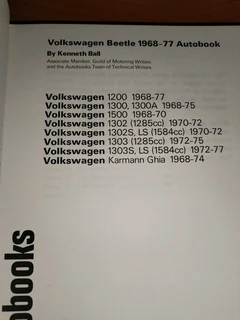 Volkswagen Beetle 1968-77 Autobook
By Kenneth Ball
Associate Member, Guild of Motoring Writers
and the Autobooks Team of Technical Writers
Volkswagen 1200 1968-77
Volkswagen 1300, 1300A 1968-75
Volkswagen 1500 1968-70
Volkswagen 1302 (1285cc) 1970-72
Volkswagen 1302S, LS (1584cc) 1970-72
Volkswagen 1303 (1285cc) 1972-75
Volkswagen 1303S, LS (1584cc) 1972-77
Volkswagen Karmann Ghia 1968-74
obooks